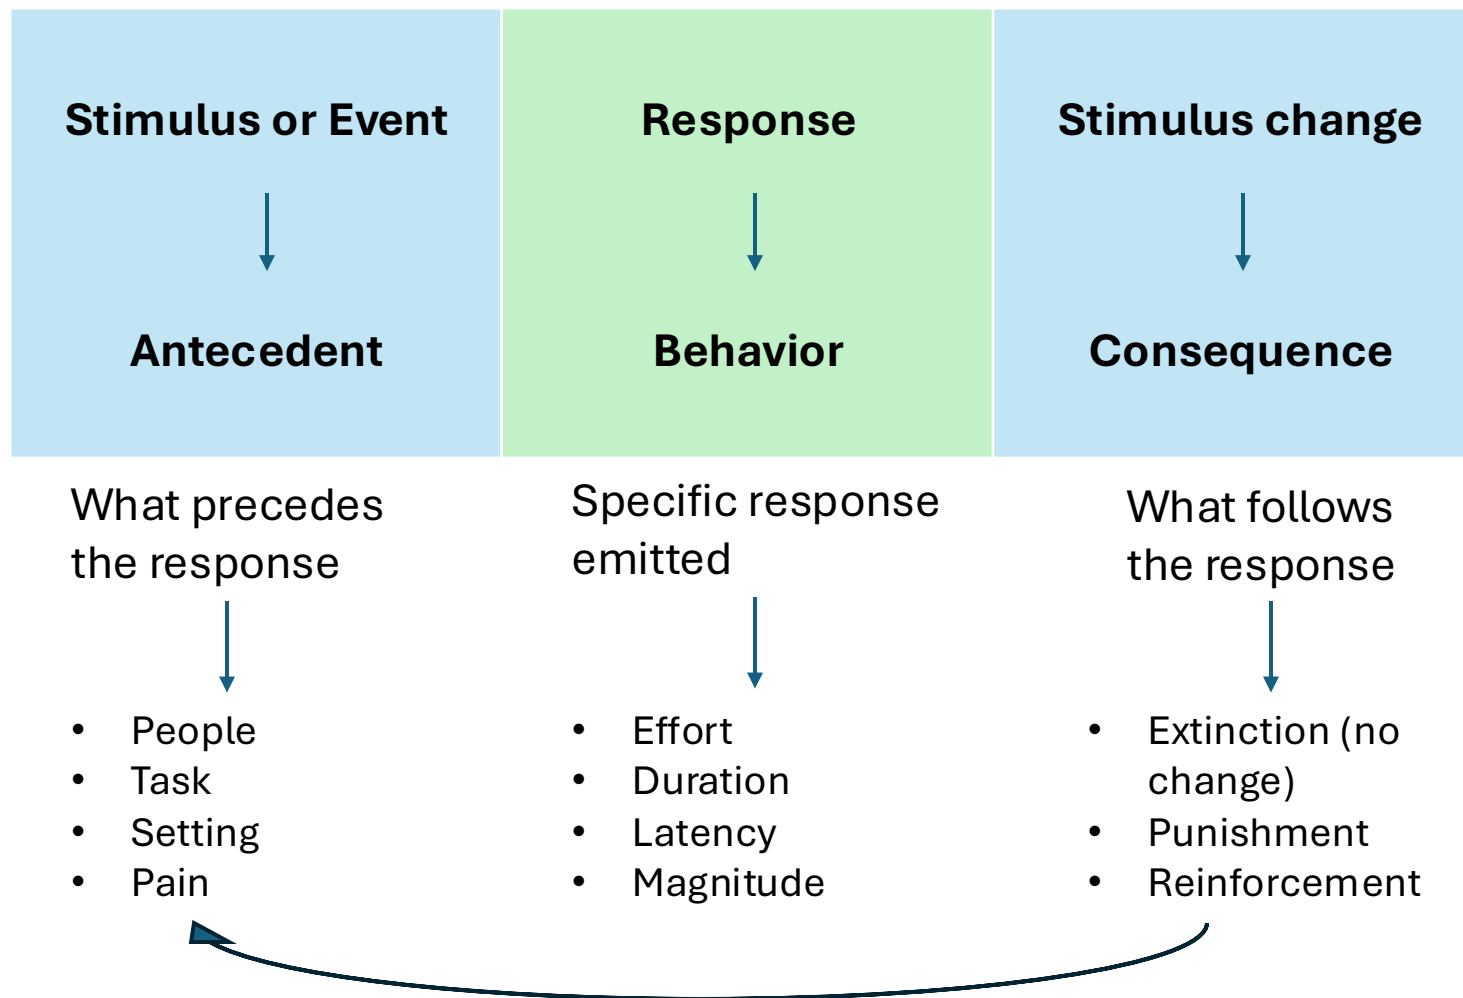 Stimulus or Event
Antecedent
What precedes
the response
• People
• Task
• Setting
• Pain
Response
Behavior
Specific response
emitted
• Effort
• Duration
• Latency
• Magnitude
Stimulus change
Consequence
What follows
the response
• Extinction (no
change)
• Punishment
• Reinforcement